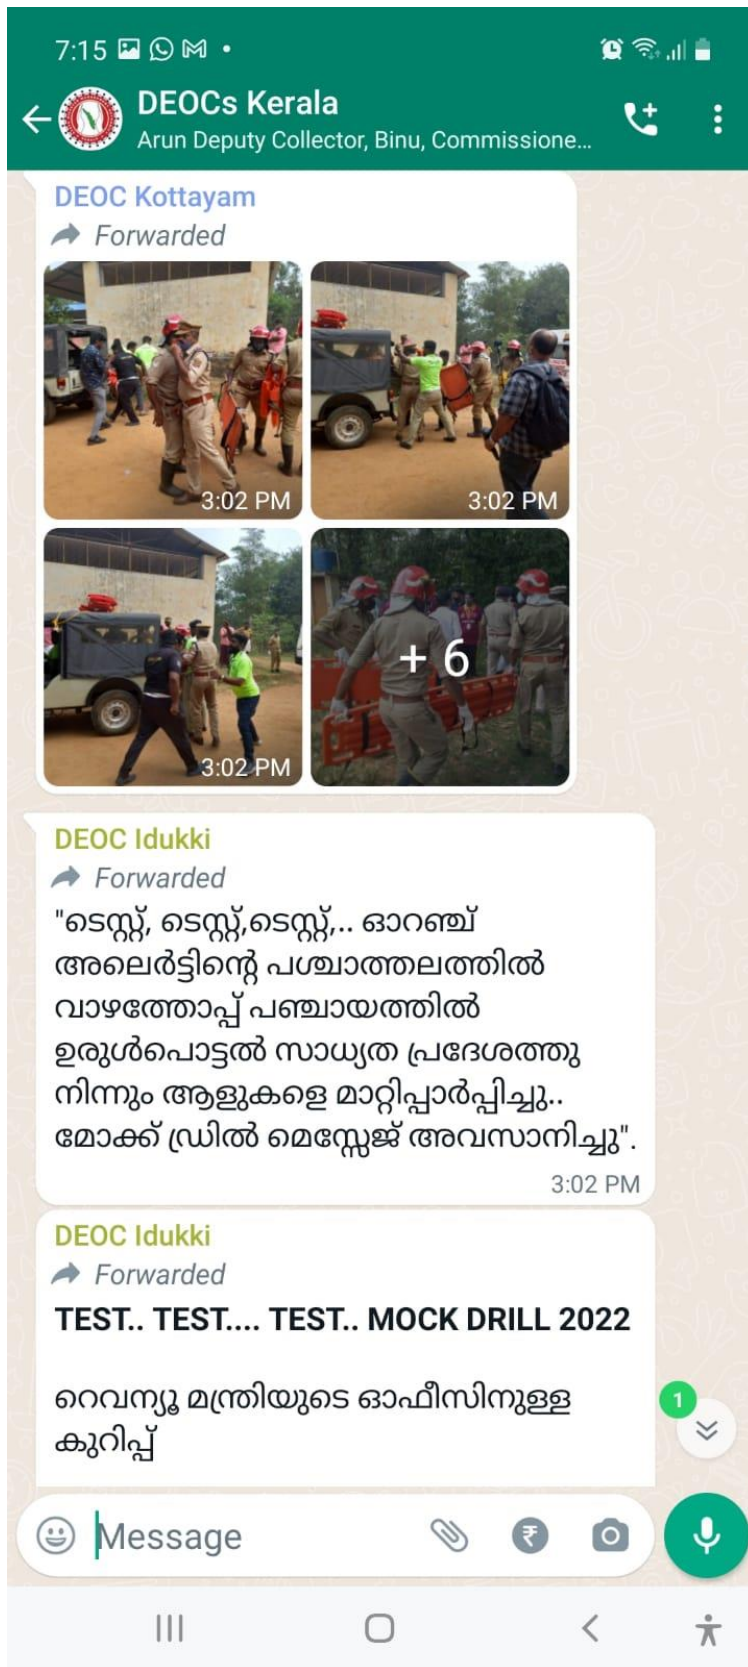 7:15
DEOCs Kerala
Arun Deputy Collector, Binu, Commissione...
DEOC Kottayam
Forwarded
3:02 PM
3:02 PM
3:02 PM
+ 6
DEOC Idukki
Forwarded
"ടെസ്റ്റ്, ടെസ്റ്റ്,ടെസ്റ്റ്,.. ഓറഞ്ച്
അലെർട്ടിന്റെ പശ്ചാത്തലത്തിൽ
വാഴത്തോപ്പ് പഞ്ചായത്തിൽ
ഉരുൾപൊട്ടൽ സാധ്യത പ്രദേശത്തു
നിന്നും ആളുകളെ മാറ്റിപ്പാർപ്പിച്ചു..
മോക്ക് ഡ്രിൽ മെസ്സേജ് അവസാനിച്ചു".
3:02 PM
DEOC Idukki
Forwarded
TEST.. TEST.... TEST.. MOCK DRILL 2022
റെവന്യൂ മന്ത്രിയുടെ ഓഫീസിനുള്ള
കുറിപ്പ്
1
Message